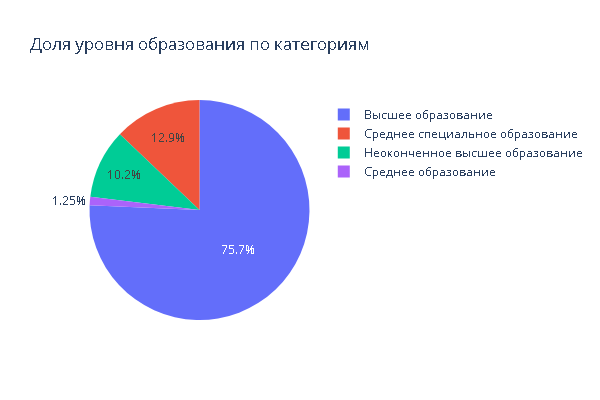 Доля уровня образования по категориям
Высшее образование
12.9%
Среднее специальное образование
Неоконченное высшее образование
10.2%
Среднее образование
1.25%
75.7%